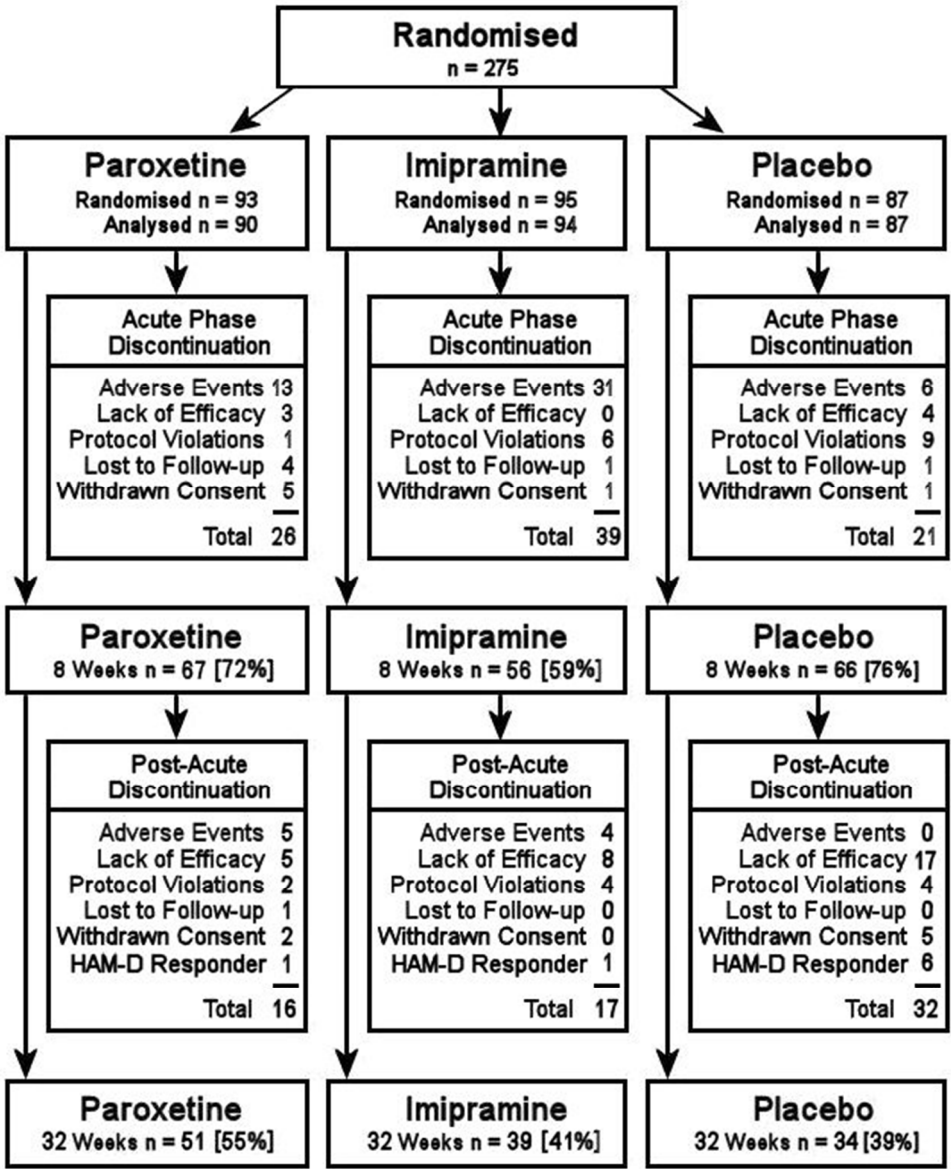 Randomised
n = 275
Paroxetine
Randomised n = 93
Analysed n = 90
Imipramine
Randomised n = 95
Analysed n = 94
Placebo
Randomised n = 87
Analysed n = 87
Acute Phase
Discontinuation
Adverse Events 13
Lack of Efficacy 3
Protocol Violations 1
Lost to Follow-up 4
Withdrawn Consent 5
Total 26
Acute Phase
Discontinuation
Adverse Events 31
Lack of Efficacy 0
Protocol Violations 6
Lost to Follow-up 1
Withdrawn Consent 1
Total 39
Acute Phase
Discontinuation
Adverse Events 6
Lack of Efficacy 4
Protocol Violations 9
Lost to Follow-up 1
Withdrawn Consent 1
Total 21
Paroxetine
8 Weeks n = 67 [72%]
Imipramine
8 Weeks n = 56 [59%]
Placebo
8 Weeks n = 66 [76%]
Post-Acute
Discontinuation
Adverse Events 5
Lack of Efficacy 5
Protocol Violations 2
Lost to Follow-up 1
Withdrawn Consent 2
HAM-D Responder 1
Total 16
Post-Acute
Discontinuation
Adverse Events 4
Lack of Efficacy 8
Protocol Violations 4
Lost to Follow-up 0
Withdrawn Consent 0
HAM-D Responder 1
Total 17
Post-Acute
Discontinuation
Adverse Events 0
Lack of Efficacy 17
Protocol Violations 4
Lost to Follow-up 0
Withdrawn Consent 5
HAM-D Responder 6
Total 32
Paroxetine
32 Weeks n = 51 [55%]
Imipramine
32 Weeks n = 39 [41%]
Placebo
32 Weeks n = 34 [39%]